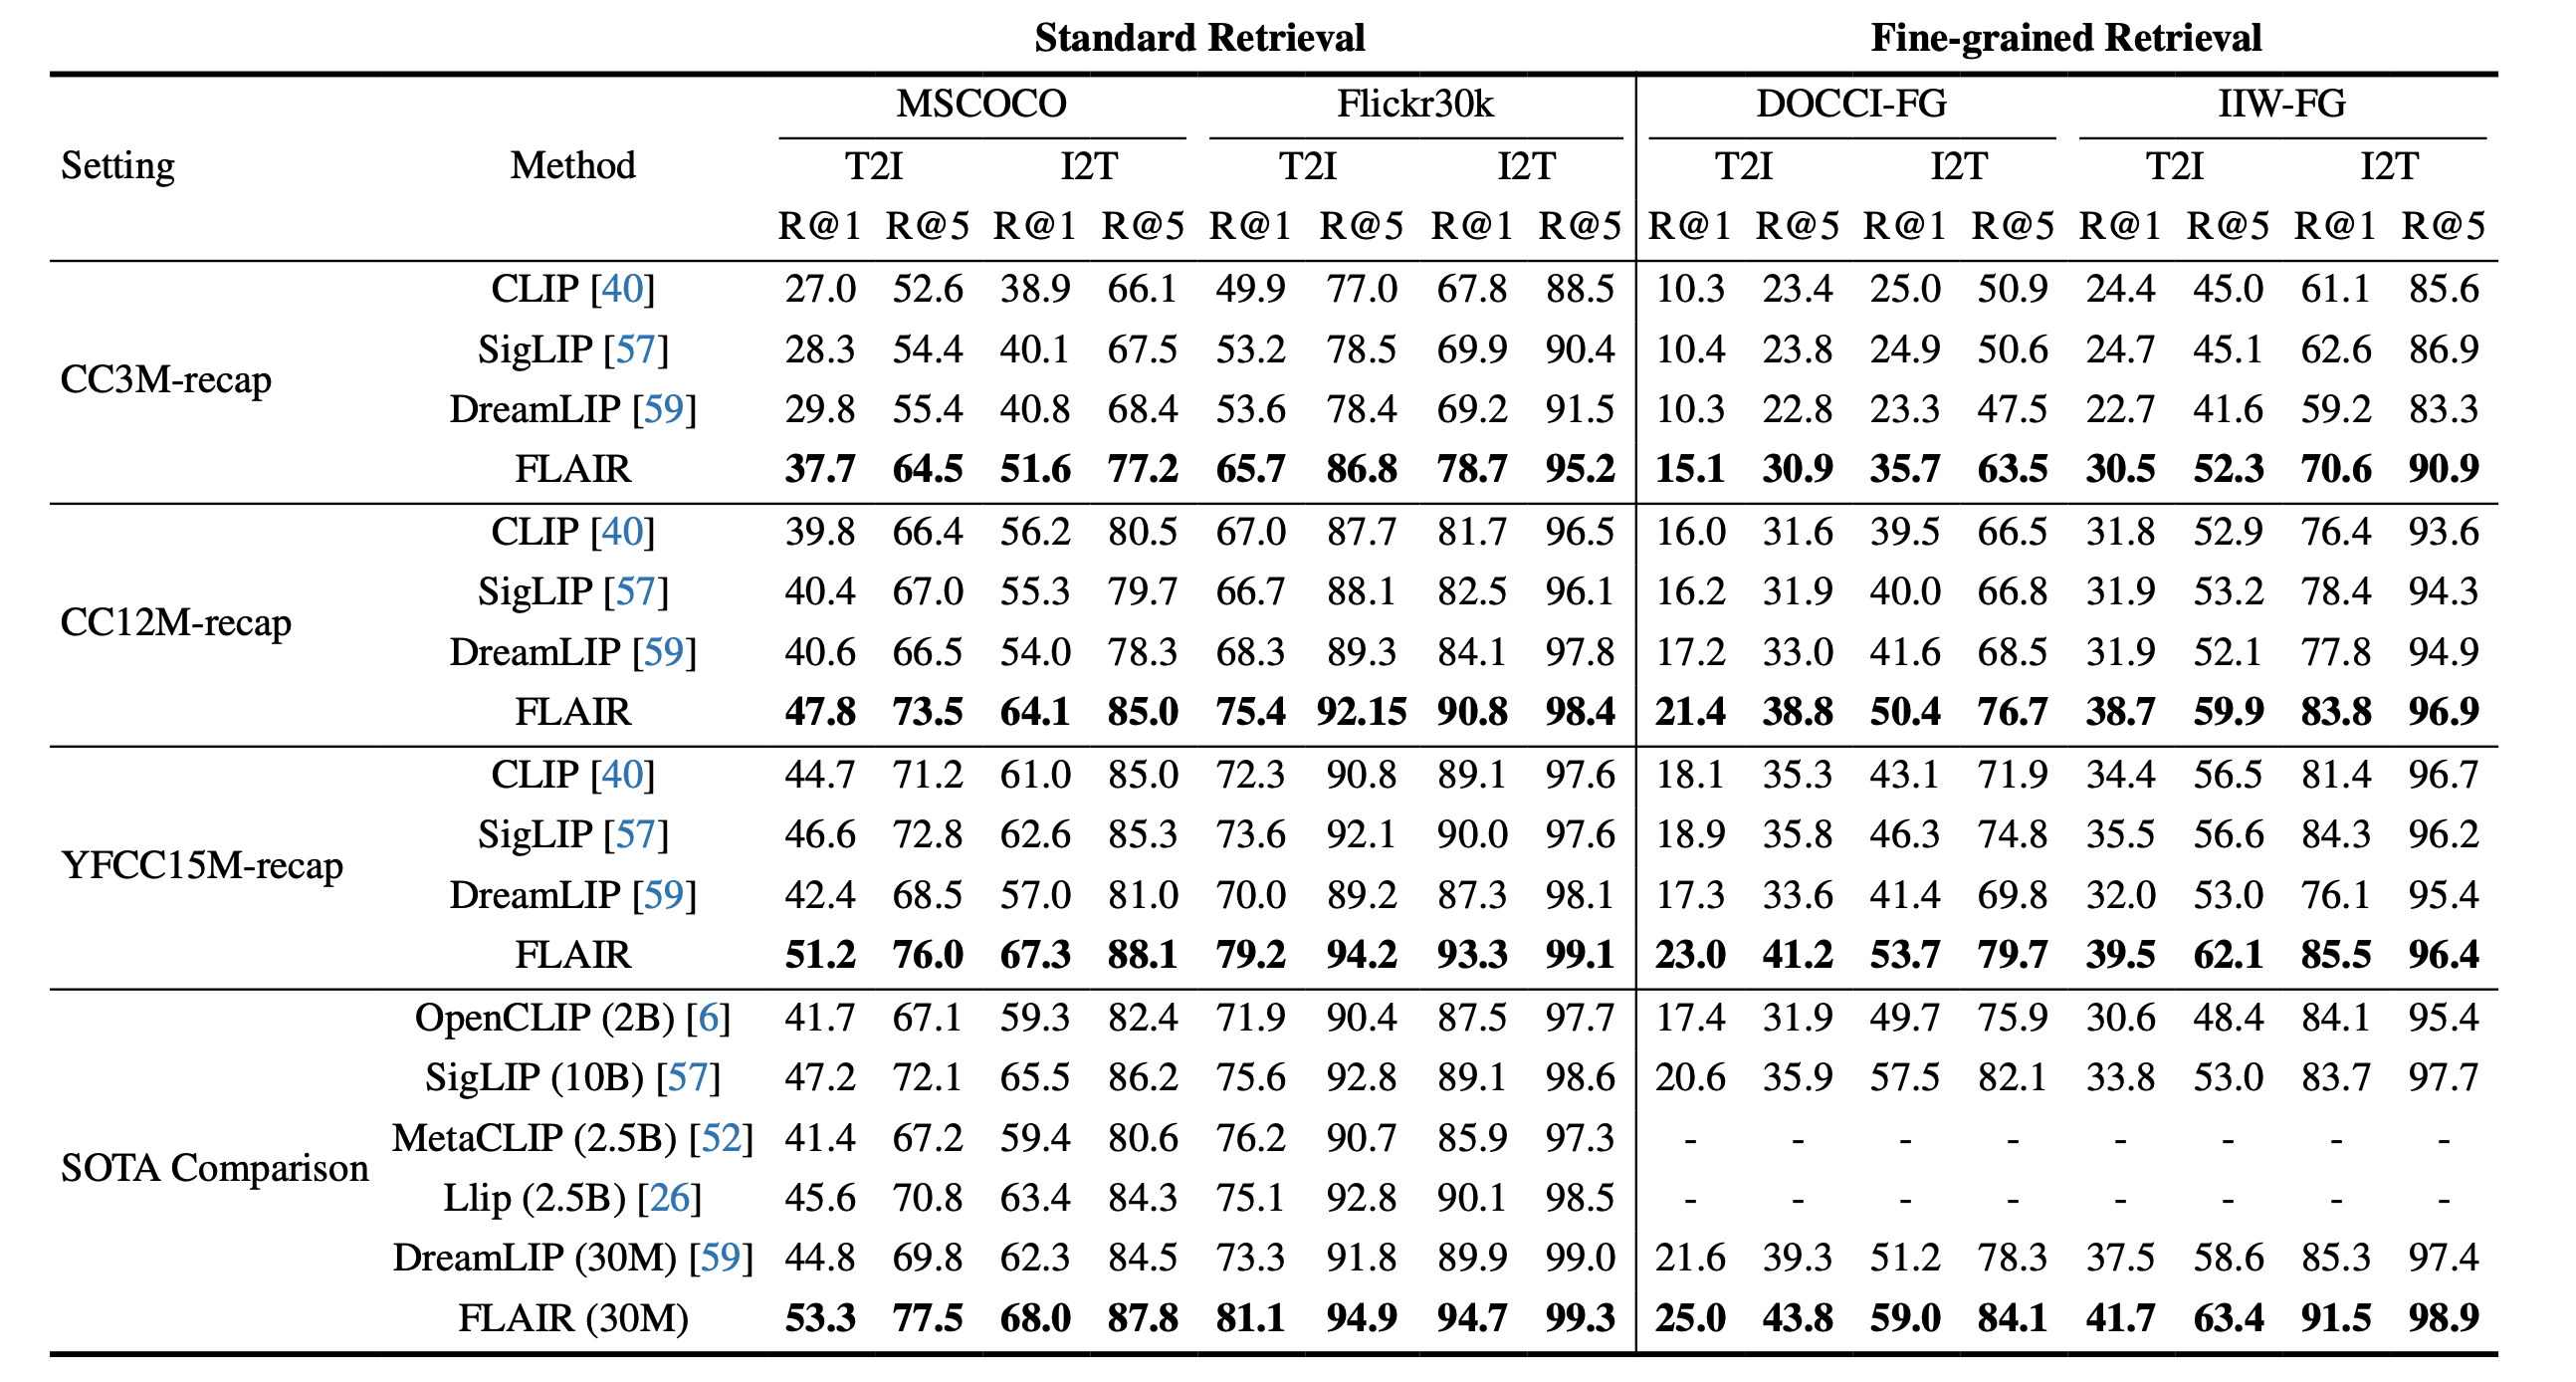 Standard Retrieval Fine-grained Retrieval
MSCOCO Flickr30k DOCCI-FG IIW-FG
Setting Method T2I I2T T2I I2T T2I I2T T2I I2T
R@1 R@5 R@1 R@5 R@1 R@5 R@1 R@5 R@1 R@5 R@1 R@5 R@1 R@5 R@1 R@5
CLIP [40] 27.0 52.6 38.9 66.1 49.9 77.0 67.8 88.5 10.3 23.4 25.0 50.9 24.4 45.0 61.1 85.6
SigLIP [57] 28.3 54.4 40.1 67.5 53.2 78.5 69.9 90.4 10.4 23.8 24.9 50.6 24.7 45.1 62.6 86.9
CC3M-recap
DreamLIP [59] 29.8 55.4 40.8 68.4 53.6 78.4 69.2 91.5 10.3 22.8 23.3 47.5 22.7 41.6 59.2 83.3
FLAIR 37.7 64.5 51.6 77.2 65.7 86.8 78.7 95.2 15.1 30.9 35.7 63.5 30.5 52.3 70.6 90.9
CLIP [40] 39.8 66.4 56.2 80.5 67.0 87.7 81.7 96.5 16.0 31.6 39.5 66.5 31.8 52.9 76.4 93.6
SigLIP [57] 40.4 67.0 55.3 79.7 66.7 88.1 82.5 96.1 16.2 31.9 40.0 66.8 31.9 53.2 78.4 94.3
CC12M-recap
DreamLIP [59] 40.6 66.5 54.0 78.3 68.3 89.3 84.1 97.8 17.2 33.0 41.6 68.5 31.9 52.1 77.8 94.9
FLAIR 47.8 73.5 64.1 85.0 75.4 92.15 90.8 98.4 21.4 38.8 50.4 76.7 38.7 59.9 83.8 96.9
CLIP [40] 44.7 71.2 61.0 85.0 72.3 90.8 89.1 97.6 18.1 35.3 43.1 71.9 34.4 56.5 81.4 96.7
SigLIP [57] 46.6 72.8 62.6 85.3 73.6 92.1 90.0 97.6 18.9 35.8 46.3 74.8 35.5 56.6 84.3 96.2
YFCC15M-recap
DreamLIP [59] 42.4 68.5 57.0 81.0 70.0 89.2 87.3 98.1 17.3 33.6 41.4 69.8 32.0 53.0 76.1 95.4
FLAIR 51.2 76.0 67.3 88.1 79.2 94.2 93.3 99.1 23.0 41.2 53.7 79.7 39.5 62.1 85.5 96.4
OpenCLIP (2B) [6] 41.7 67.1 59.3 82.4 71.9 90.4 87.5 97.7 17.4 31.9 49.7 75.9 30.6 48.4 84.1 95.4
SigLIP (10B) [57] 47.2 72.1 65.5 86.2 75.6 92.8 89.1 98.6 20.6 35.9 57.5 82.1 33.8 53.0 83.7 97.7
MetaCLIP (2.5B) [52] 41.4 67.2 59.4 80.6 76.2 90.7 85.9 97.3 - - - - - - - -
SOTA Comparison
Llip (2.5B) [26] 45.6 70.8 63.4 84.3 75.1 92.8 90.1 98.5 - - - - - - - -
DreamLIP (30M) [59] 44.8 69.8 62.3 84.5 73.3 91.8 89.9 99.0 21.6 39.3 51.2 78.3 37.5 58.6 85.3 97.4
FLAIR (30M) 53.3 77.5 68.0 87.8 81.1 94.9 94.7 99.3 25.0 43.8 59.0 84.1 41.7 63.4 91.5 98.9